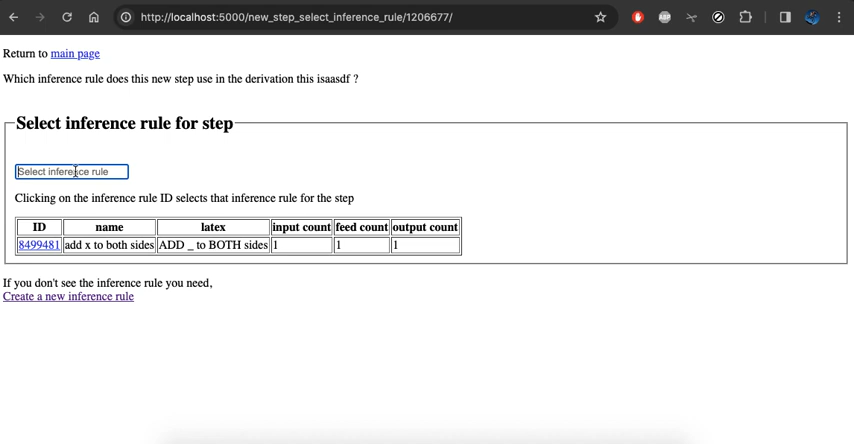 http://localhost:5000/new_step_select_inference_rule/1206677/
ABP
Return to main page
Which inference rule does this new step use in the derivation this isaasdf ?
Select inference rule for step
Select inference rule
Clicking on the inference rule ID selects that inference rule for the step
ID name latex input count feed count output count
8499481 add x to both sides ADD _ to BOTH sides 1 1 1
If you don't see the inference rule you need,
Create a new inference rule